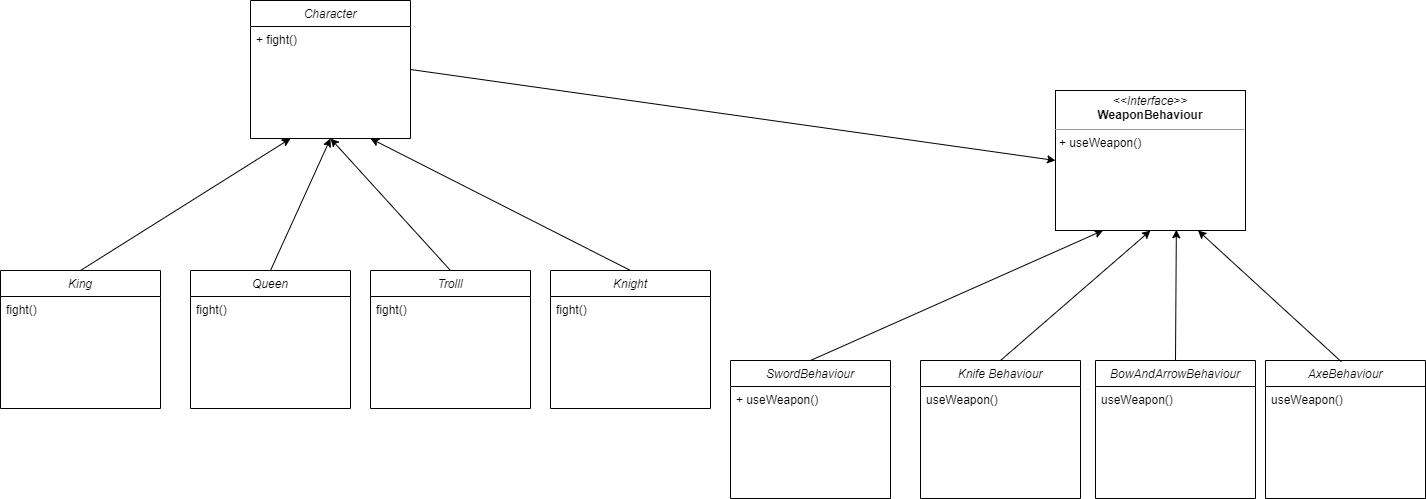 Character
+ fight()
<<Interface>>
WeaponBehaviour
+ useWeapon()
King
fight()
Queen
fight()
Trolll
fight()
Knight
fight()
SwordBehaviour
+ useWeapon()
Knife Behaviour
useWeapon()
BowAndArrowBehaviour
useWeapon()
AxeBehaviour
useWeapon()